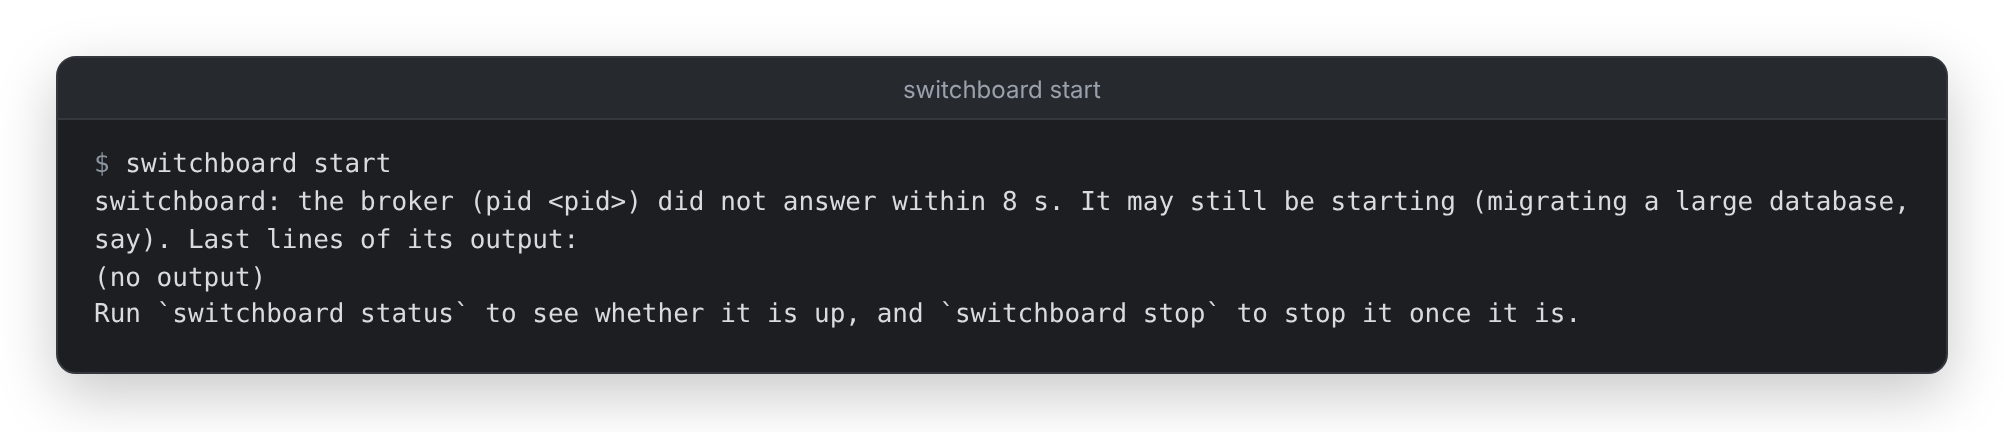 switchboard start
$ switchboard start
switchboard: the broker (pid <pid>) did not answer within 8 s. It may still be starting (migrating a large database,
say). Last lines of its output:
(no output)
Run `switchboard status` to see whether it is up, and `switchboard stop` to stop it once it is.